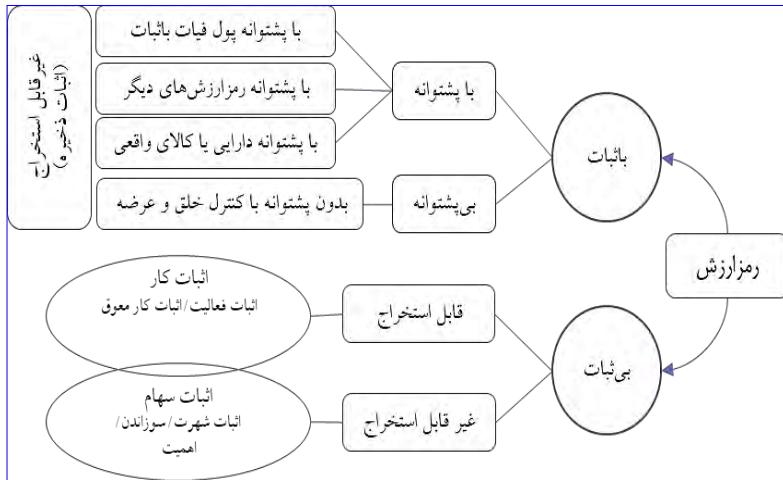 رمزارزش
باثبات
با پشتوانه
با پشتوانه پول فیات باثبات
با پشتوانه رمزارزش‌های دیگر
با پشتوانه دارایی یا کالای واقعی
بی‌پشتوانه
بدون پشتوانه با کنترل خلق و عرضه
غیرقابل استخراج
(اثبات ذخیره)
بی‌ثبات
قابل استخراج
اثبات کار
اثبات فعالیت/اثبات کار معوق
غیر قابل استخراج
اثبات سهام
اثبات شهرت/سوزاندن/
اهمیت